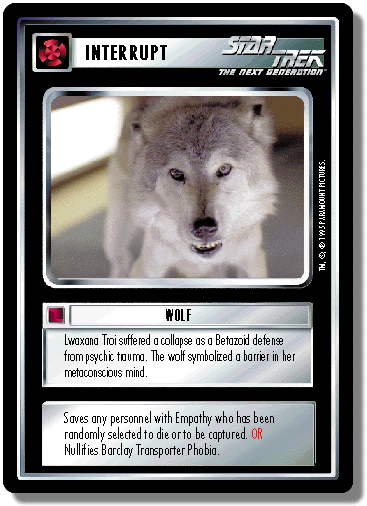 INTERRUPT
STAR TREK
THE NEXT GENERATION™
TM, ©, ® 1995 PARAMOUNT PICTURES.
WOLF
Lwaxana Troi suffered a collapse as a Betazoid defense
from psychic trauma. The wolf symbolized a barrier in her
metaconscious mind.
Saves any personnel with Empathy who has been
randomly selected to die or to be captured. OR
Nullifies Barclay Transporter Phobia.